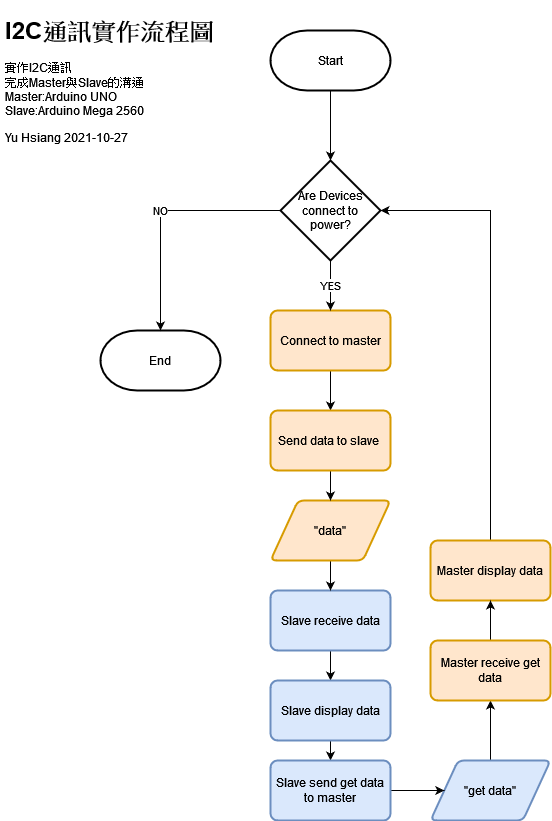 I2C通訊實作流程圖
實作I2C通訊
完成Master與Slave的溝通
Master:Arduino UNO
Slave:Arduino Mega 2560
Yu Hsiang 2021-10-27
Start
Are Devices
connect to
power?
NO
YES
End
Connect to master
Send data to slave
"data"
Slave receive data
Slave display data
Slave send get data
to master
"get data"
Master receive get
data
Master display data